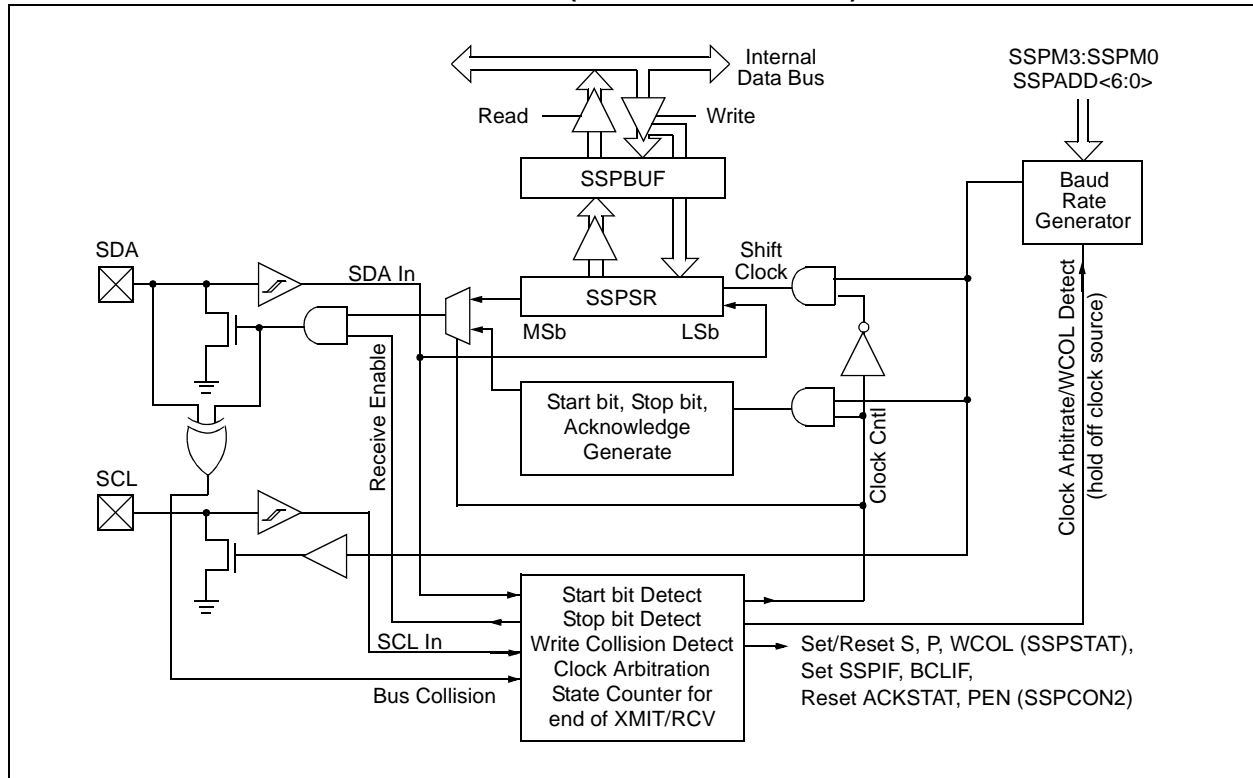 Internal
Data Bus
SSPM3:SSPM0
SSPADD<6:0>
Read
Write
SSPBUF
Baud
Rate
Generator
SDA
SDA In
Shift
Clock
SSPSR
MSb
LSb
Start bit, Stop bit,
Acknowledge
Generate
Receive Enable
Clock Cntl
Clock Arbitrate/WCOL Detect
(hold off clock source)
SCL
SCL In
Bus Collision
Start bit Detect
Stop bit Detect
Write Collision Detect
Clock Arbitration
State Counter for
end of XMIT/RCV
Set/Reset S, P, WCOL (SSPSTAT),
Set SSPIF, BCLIF,
Reset ACKSTAT, PEN (SSPCON2)